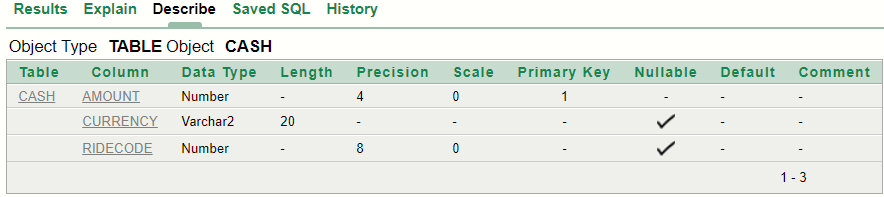 Results Explain Describe Saved SQL History
Object Type TABLE Object CASH
Table Column Data Type Length Precision Scale Primary Key Nullable Default Comment
CASH AMOUNT Number - 4 0 1 - - -
CURRENCY Varchar2 20 - - - ✓ - -
RIDECODE Number - 8 0 - ✓ - -
1 - 3